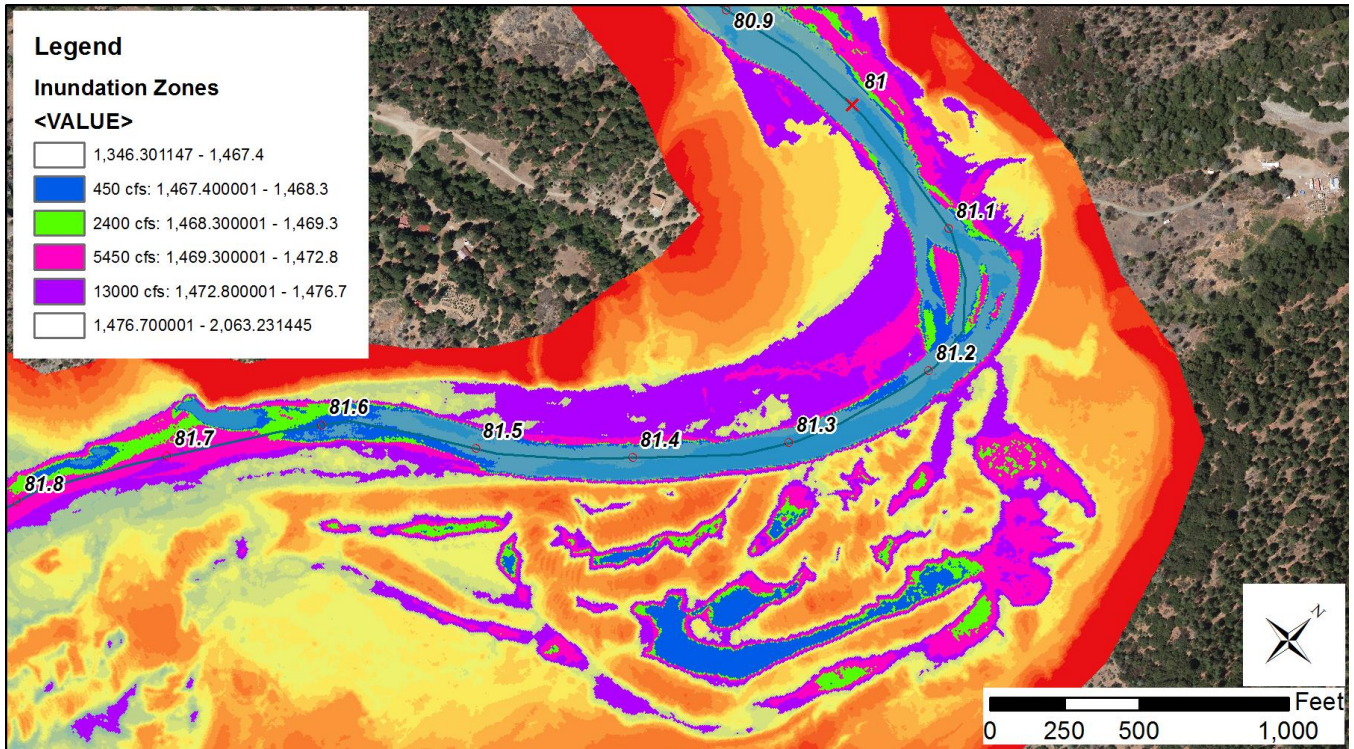 Legend
Inundation Zones
<VALUE>
1,346.301147 - 1,467.4
450 cfs: 1,467.400001 - 1,468.3
2400 cfs: 1,468.300001 - 1,469.3
5450 cfs: 1,469.300001 - 1,472.8
13000 cfs: 1,472.800001 - 1,476.7
1,476.700001 - 2,063.231445
80.9
81
81.1
81.2
81.3
81.4
81.5
81.6
81.7
81.8
N
Feet
0 250 500 1,000